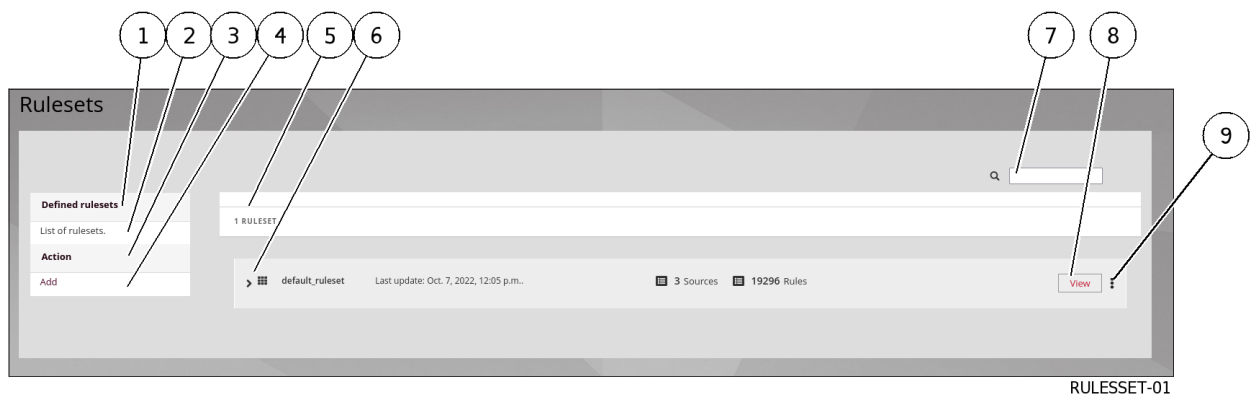 1 2 3 4 5 6 7 8
Rulesets
9
Defined rulesets
List of rulesets.
Action
Add
1 RULESET
default_ruleset Last update: Oct. 7, 2022, 12:05 p.m.. 3 Sources 19296 Rules View
RULESSET-01